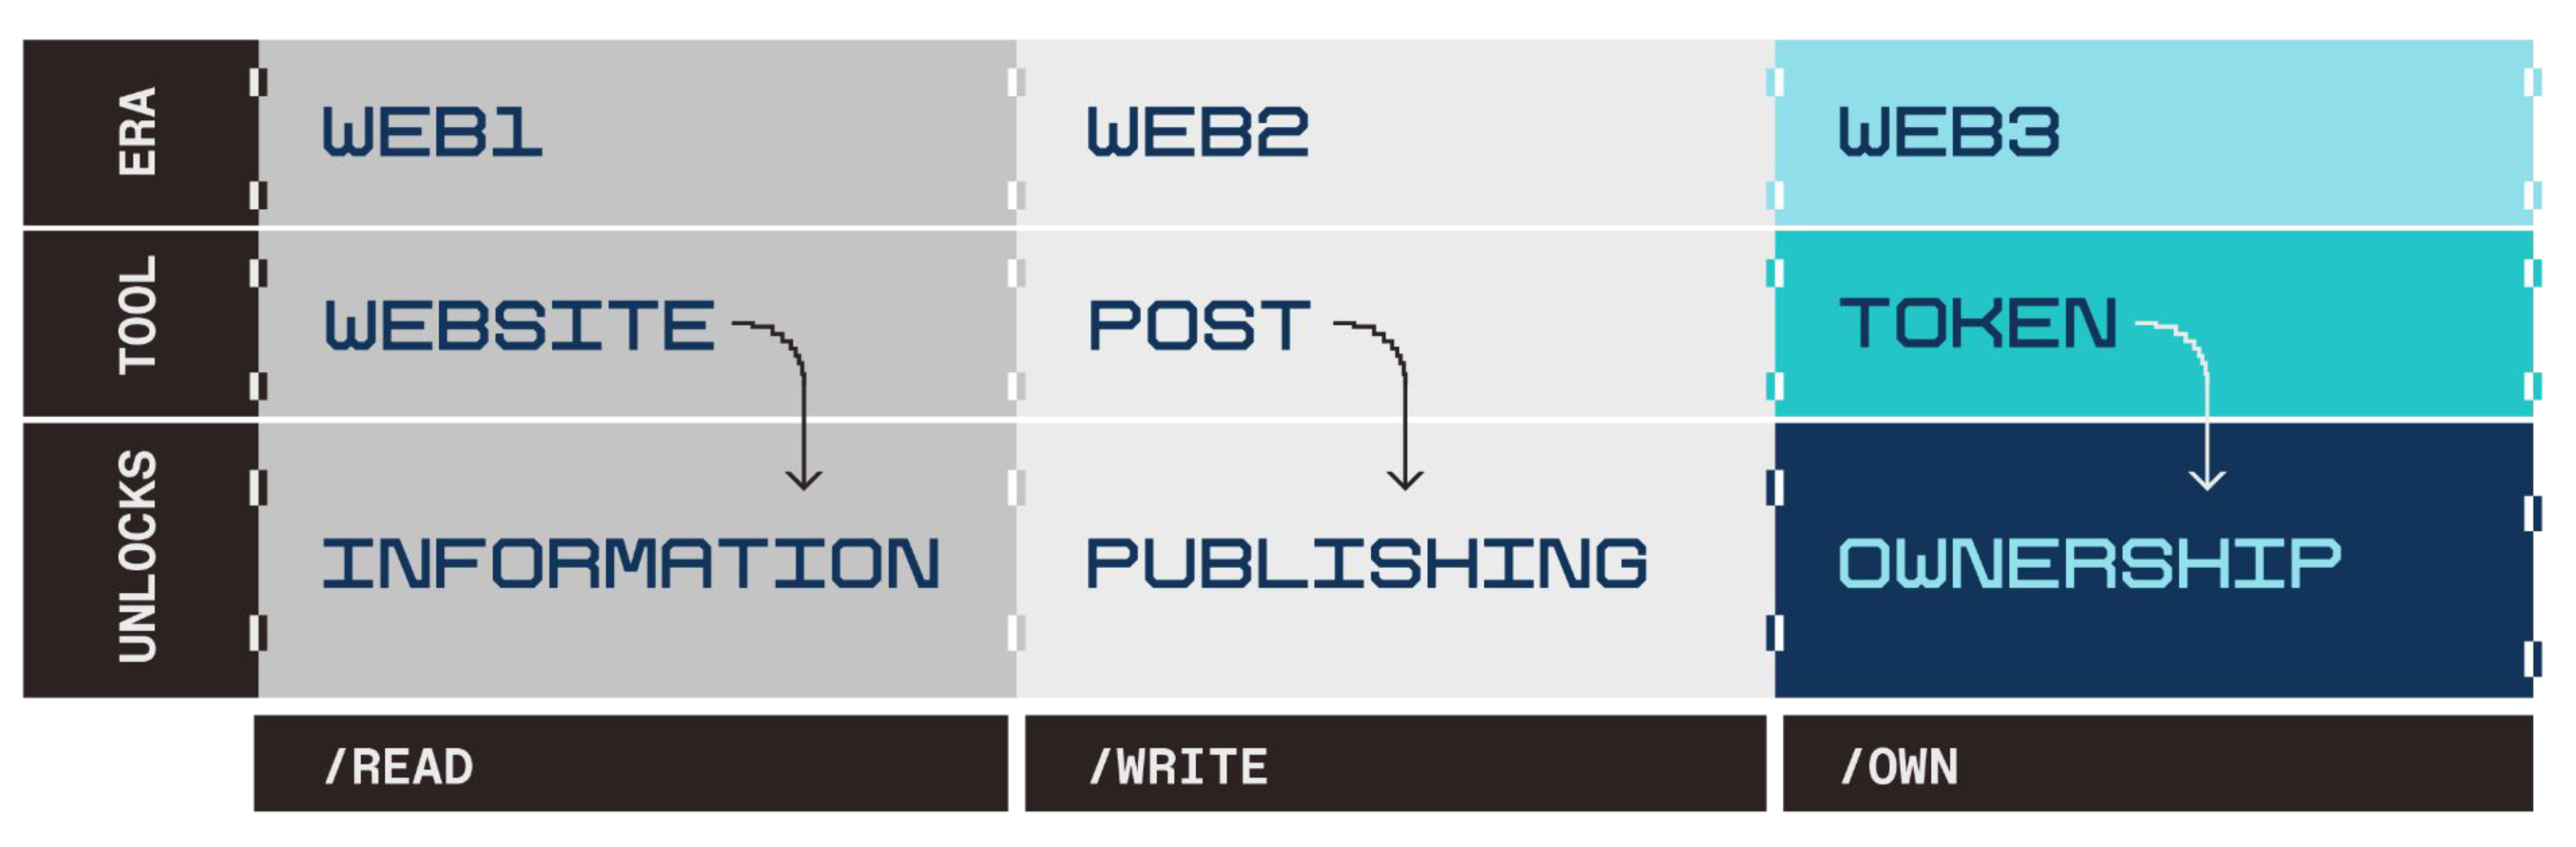 ERA
WEB1
WEB2
WEB3
TOOL
WEBSITE
POST
TOKEN
UNLOCKS
INFORMATION
PUBLISHING
OWNERSHIP
/READ
/WRITE
/OWN